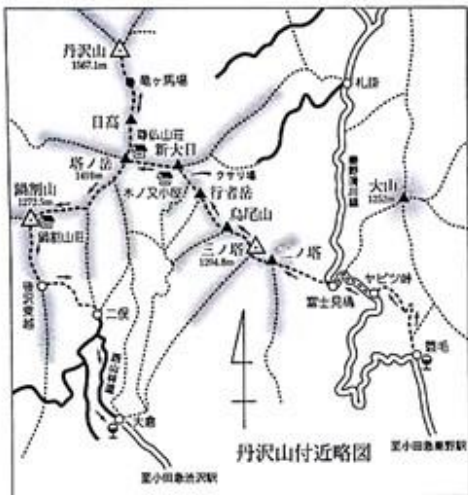 丹沢山
1567.1m
竜ヶ馬場
日高
尊仏山荘
新大日
塔ノ岳
木ノ又小屋
クサリ場
行者岳
鍋割山
1272.5m
鍋割山荘
烏尾山
三ノ塔
二ノ塔
札掛
大山
ヤビツ峠
富士見橋
蓑毛
二俣
大倉
丹沢山付近略図
至小田急渋沢駅
至小田急秦野駅